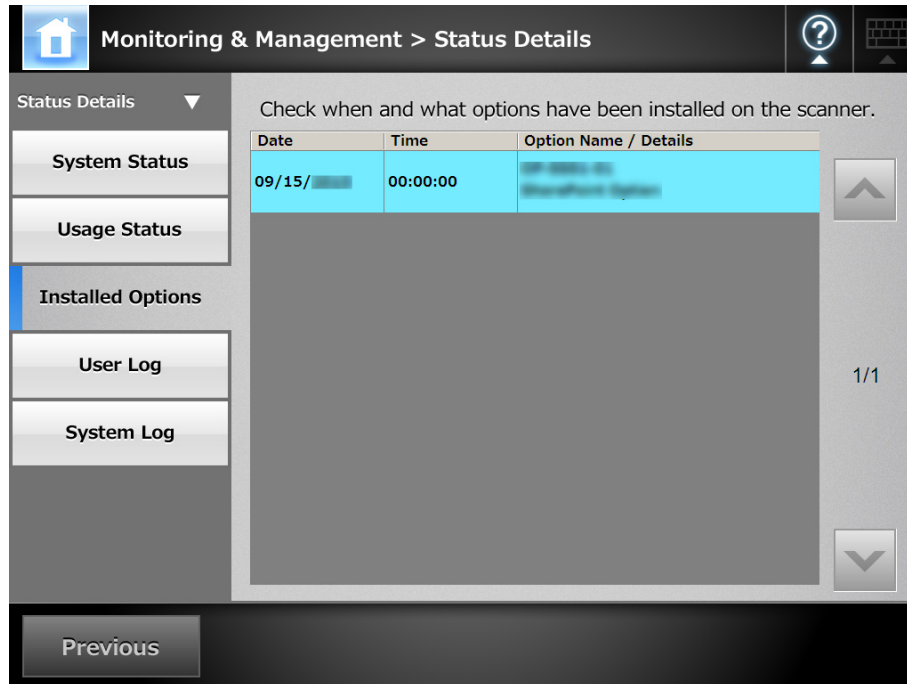 Monitoring & Management > Status Details
?
Status Details ▼
Check when and what options have been installed on the scanner.
Date Time Option Name / Details
09/15/ 00:00:00
System Status
Usage Status
Installed Options
User Log
System Log
1/1
Previous